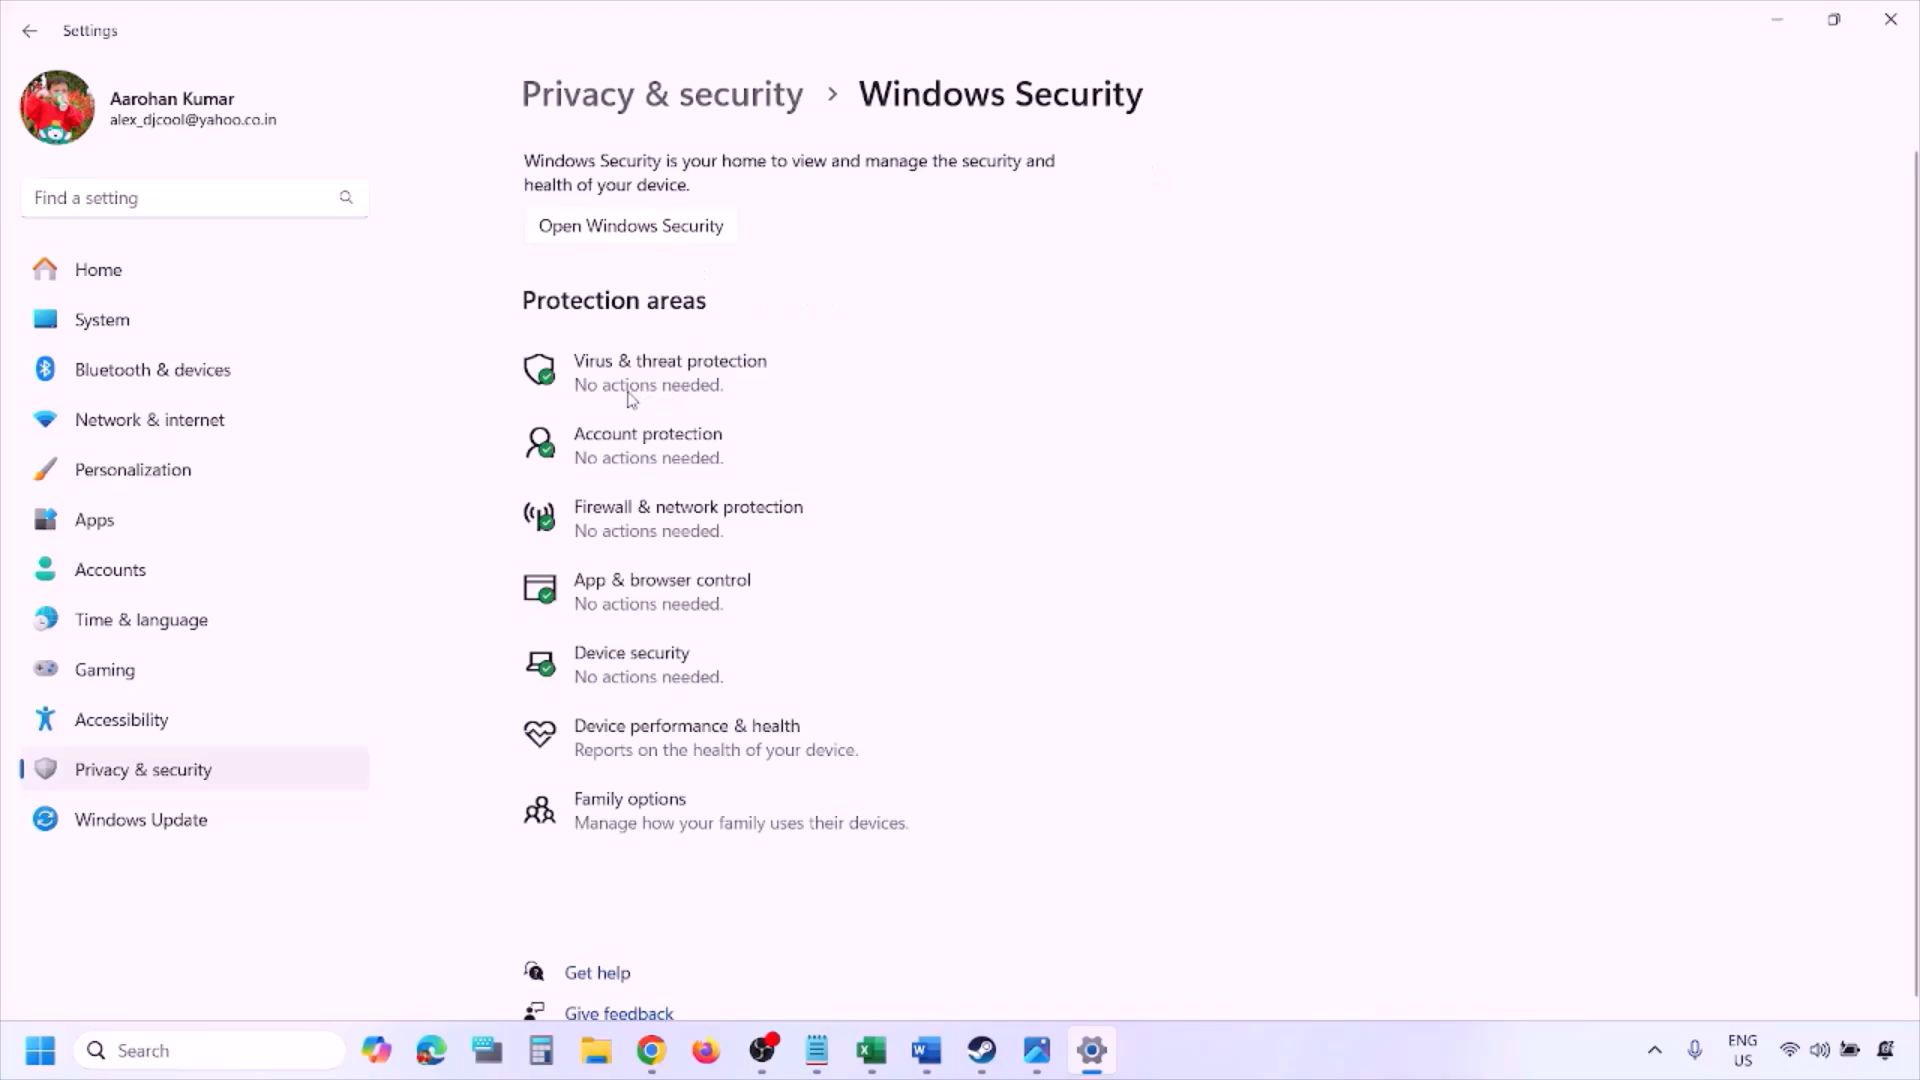 Settings
Aarohan Kumar
alex_djcool@yahoo.co.in
Find a setting
Home
System
Bluetooth & devices
Network & internet
Personalization
Apps
Accounts
Time & language
Gaming
Accessibility
Privacy & security
Windows Update
Privacy & security > Windows Security
Windows Security is your home to view and manage the security and
health of your device.
Open Windows Security
Protection areas
Virus & threat protection
No actions needed.
Account protection
No actions needed.
Firewall & network protection
No actions needed.
App & browser control
No actions needed.
Device security
No actions needed.
Device performance & health
Reports on the health of your device.
Family options
Manage how your family uses their devices.
Get help
Give feedback
Search
ENG
US